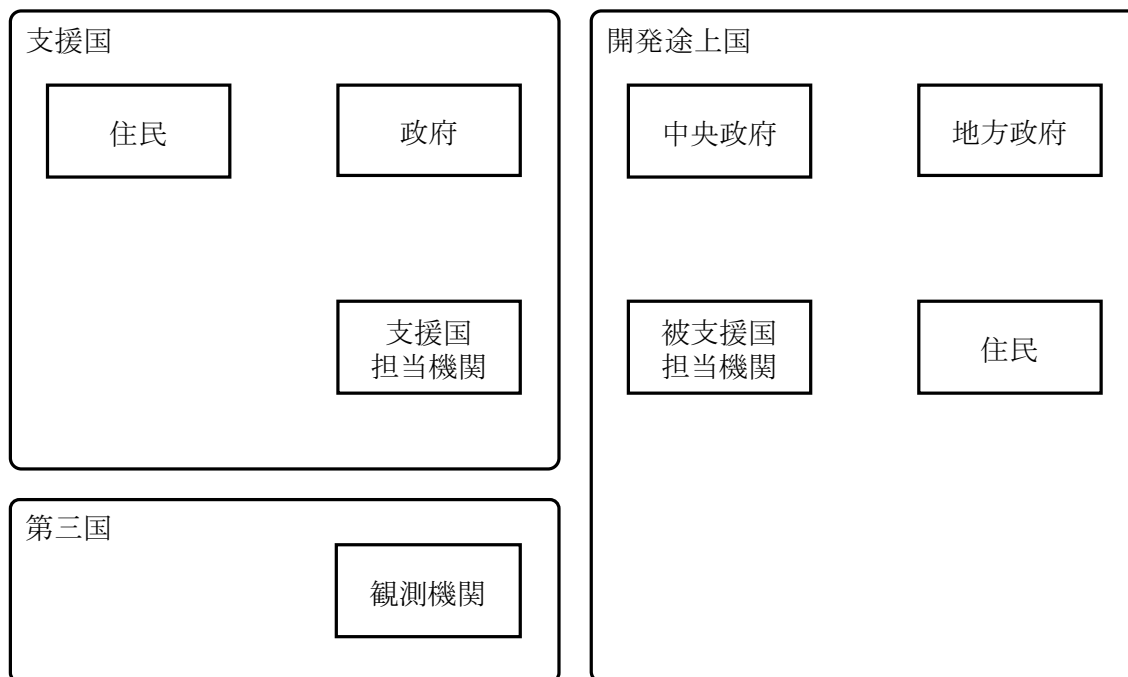 支援国
住民
政府
支援国
担当機関
第三国
観測機関
開発途上国
中央政府
地方政府
被支援国
担当機関
住民